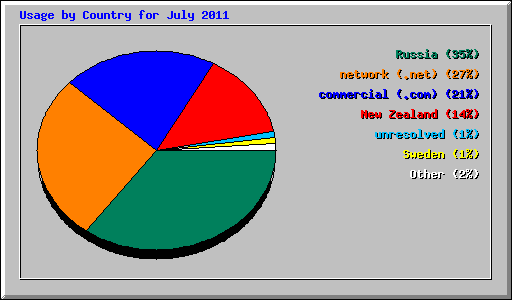 Usage by Country for July 2011
Russia (35%)
network (.net) (27%)
commercial (.com) (21%)
New Zealand (14%)
unresolved (1%)
Sweden (1%)
Other (2%)